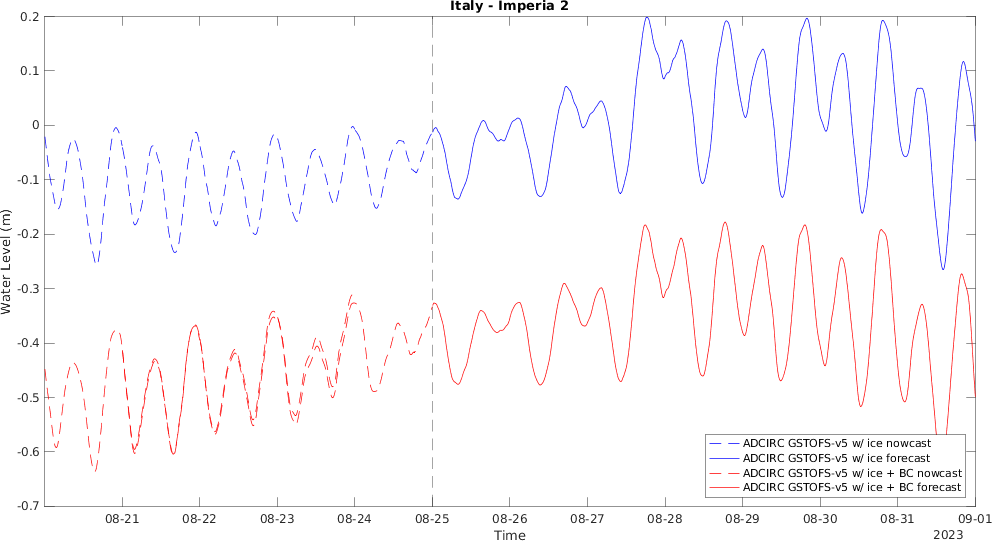 Italy - Imperia 2
Water Level (m)
0.2
0.1
0
-0.1
-0.2
-0.3
-0.4
-0.5
-0.6
-0.7
ADCIRC GSTOFS-v5 w/ ice nowcast
ADCIRC GSTOFS-v5 w/ ice forecast
ADCIRC GSTOFS-v5 w/ ice + BC nowcast
ADCIRC GSTOFS-v5 w/ ice + BC forecast
08-21 08-22 08-23 08-24 08-25 08-26 08-27 08-28 08-29 08-30 08-31 09-01
Time
2023